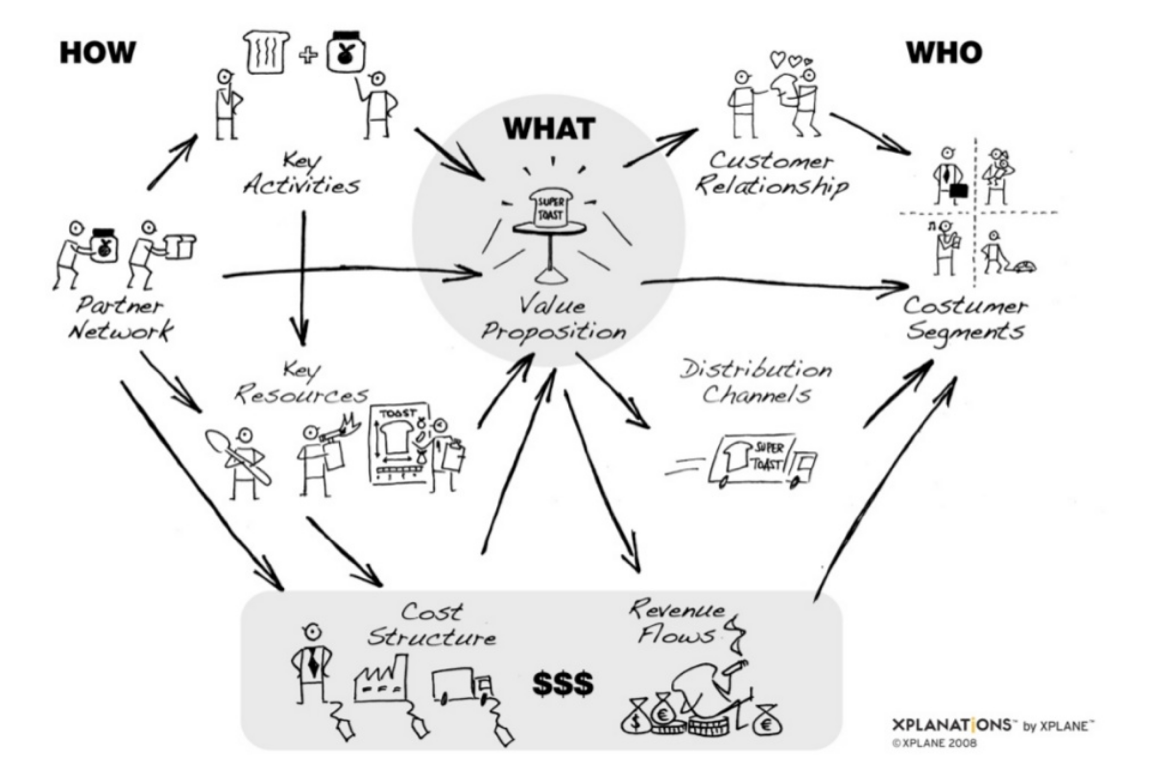 HOW
WHO
WHAT
Key
Activities
Customer
Relationship
SUPER
TOAST
Partner
Network
Value
Proposition
Costumer
Segments
Key
Resources
TOAST
Distribution
Channels
SUPER
TOAST
Cost
Structure
$$$
Revenue
Flows
$ € €
XPLANATiONS™ by XPLANE™
©XPLANE 2008